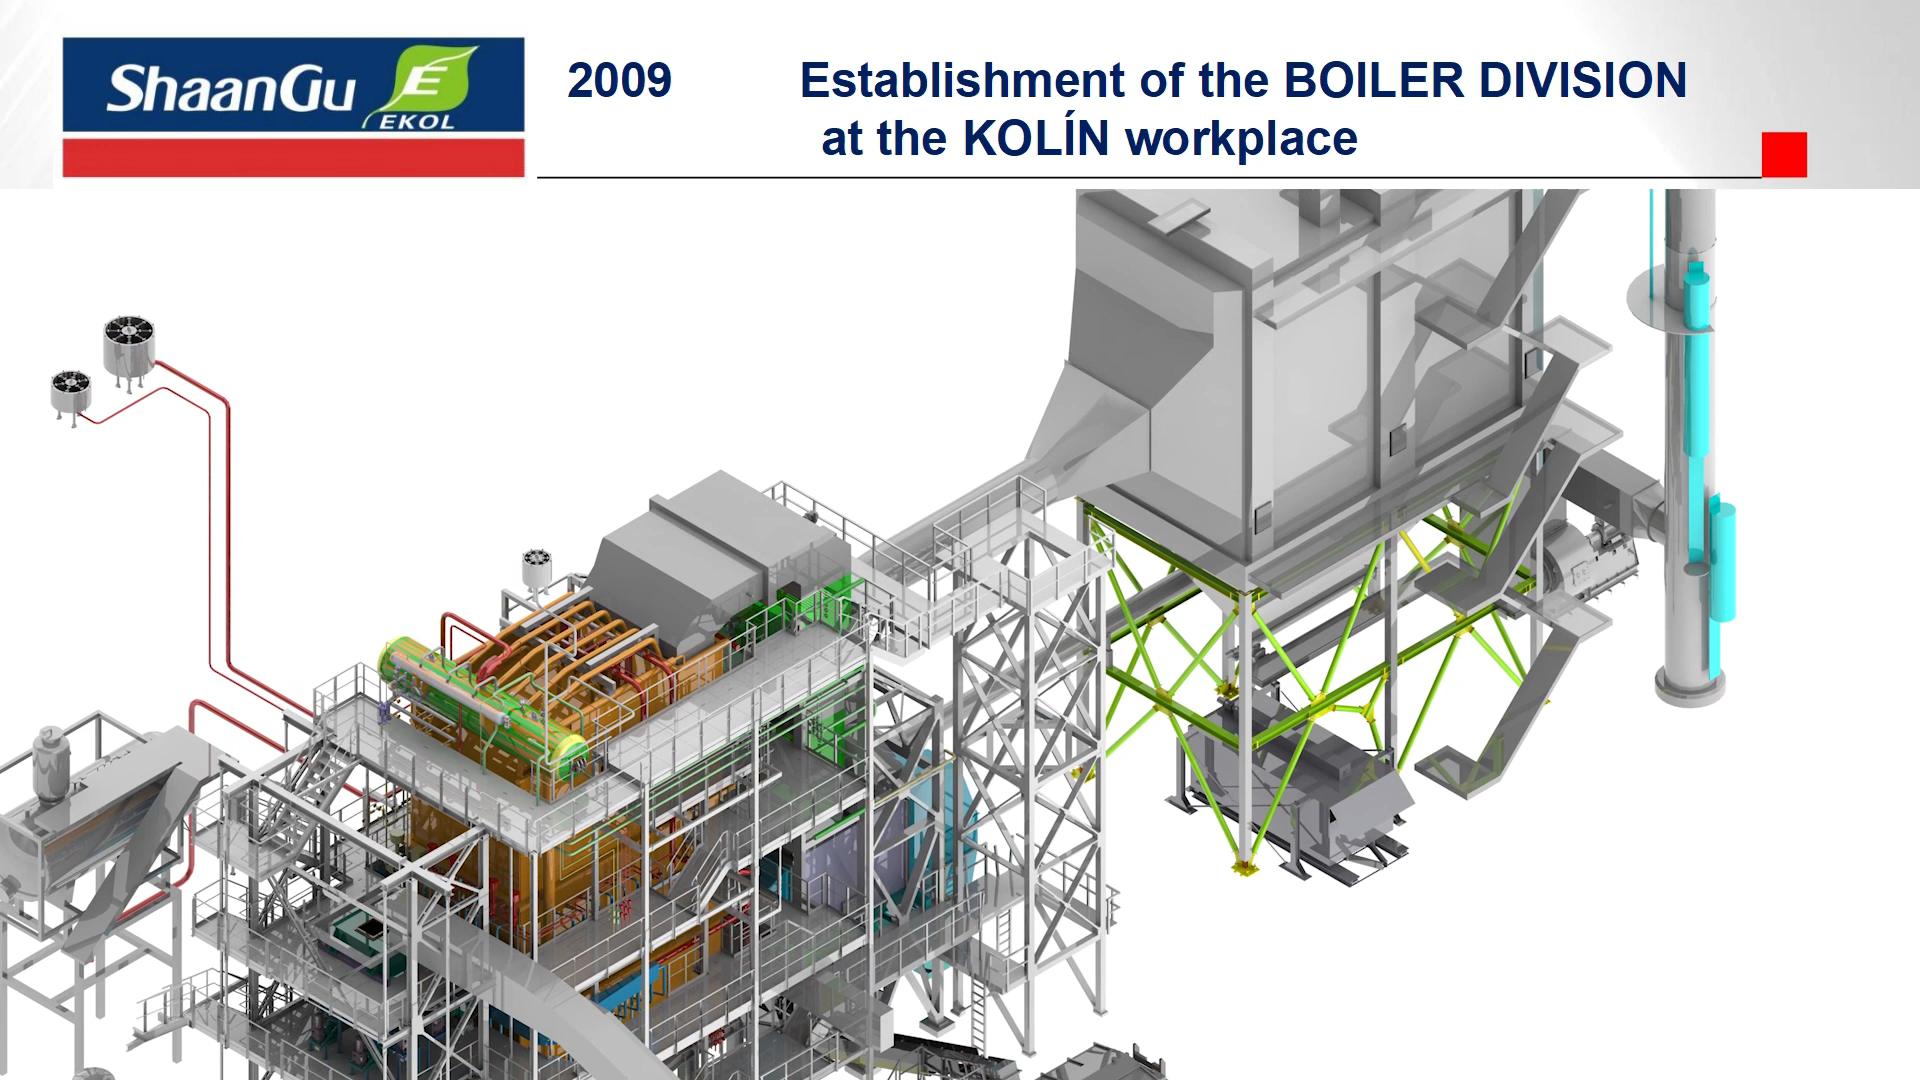 ShaanGu
E
EKOL
2009 Establishment of the BOILER DIVISION
at the KOLÍN workplace